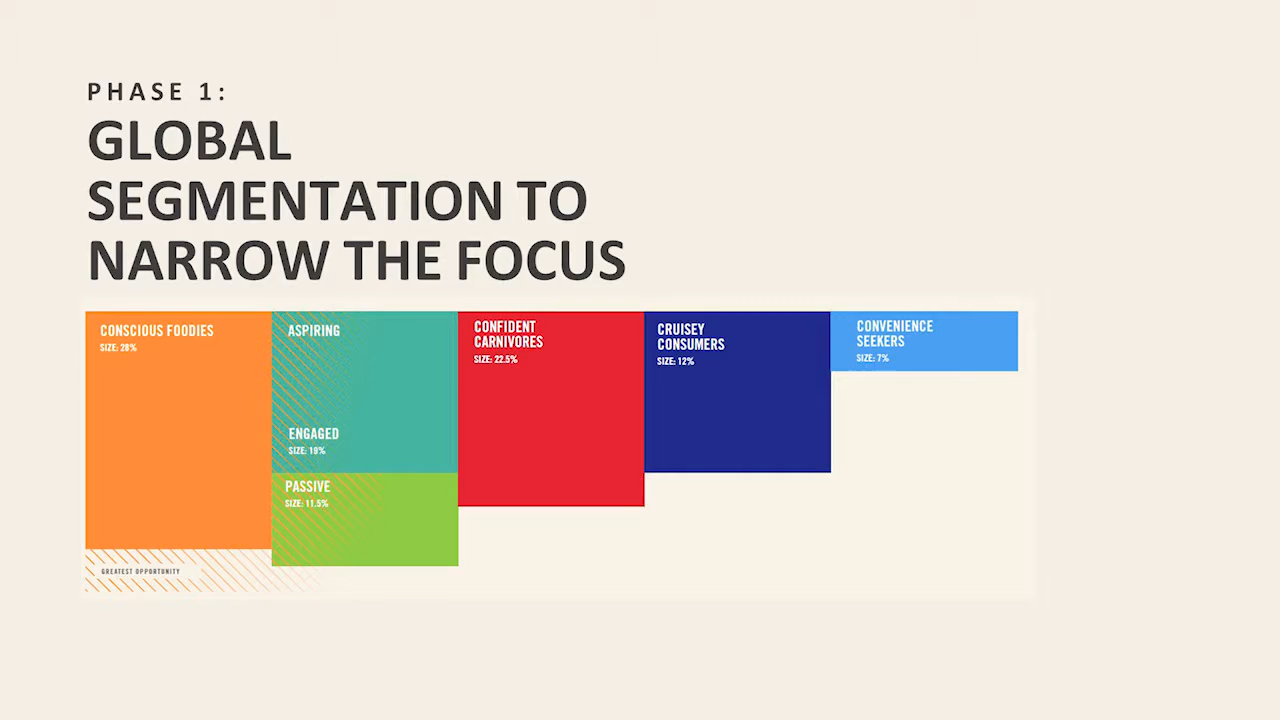 PHASE 1:
GLOBAL
SEGMENTATION TO
NARROW THE FOCUS
CONSCIOUS FOODIES
SIZE: 28%
ASPIRING
ENGAGED
SIZE: 19%
PASSIVE
SIZE: 11.5%
CONFIDENT
CARNIVORES
SIZE: 22.5%
CRUISEY
CONSUMERS
SIZE: 12%
CONVENIENCE
SEEKERS
SIZE: 7%
GREATEST OPPORTUNITY